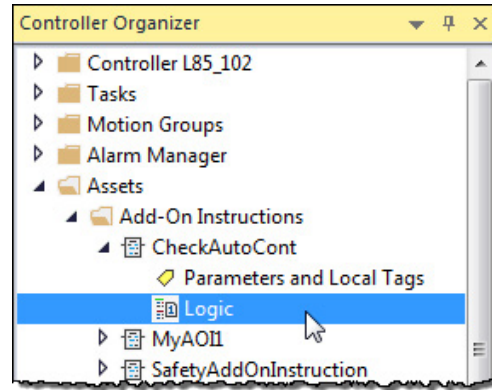 Controller Organizer
Controller L85_102
Tasks
Motion Groups
Alarm Manager
Assets
Add-On Instructions
CheckAutoCont
Parameters and Local Tags
Logic
MyAOI1
SafetyAddOnInstruction